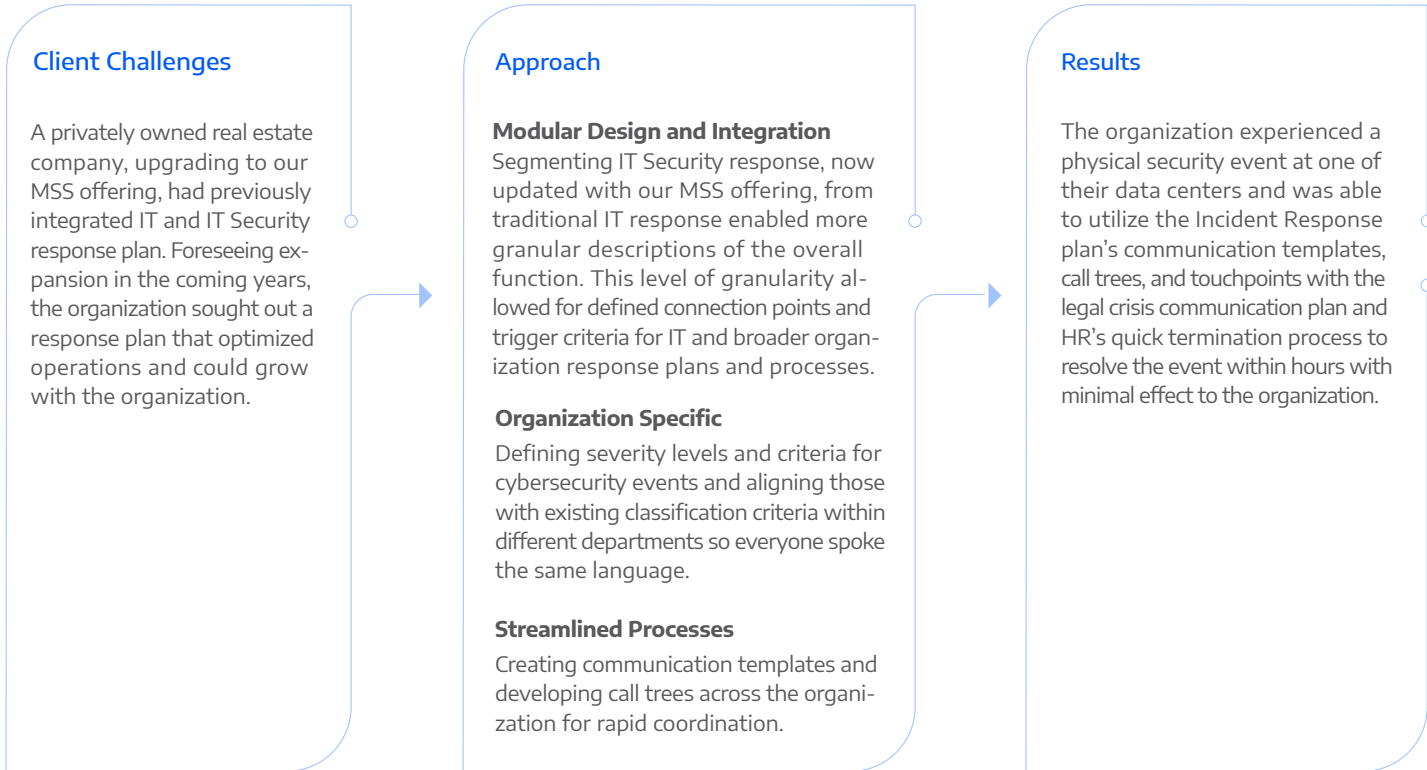 Client Challenges
A privately owned real estate
company, upgrading to our
MSS offering, had previously
integrated IT and IT Security
response plan. Foreseeing ex-
pansion in the coming years,
the organization sought out a
response plan that optimized
operations and could grow
with the organization.
Approach
Modular Design and Integration
Segmenting IT Security response, now
updated with our MSS offering, from
traditional IT response enabled more
granular descriptions of the overall
function. This level of granularity al-
lowed for defined connection points and
trigger criteria for IT and broader organ-
ization response plans and processes.
Organization Specific
Defining severity levels and criteria for
cybersecurity events and aligning those
with existing classification criteria within
different departments so everyone spoke
the same language.
Streamlined Processes
Creating communication templates and
developing call trees across the organi-
zation for rapid coordination.
Results
The organization experienced a
physical security event at one of
their data centers and was able
to utilize the Incident Response
plan’s communication templates,
call trees, and touchpoints with the
legal crisis communication plan and
HR’s quick termination process to
resolve the event within hours with
minimal effect to the organization.